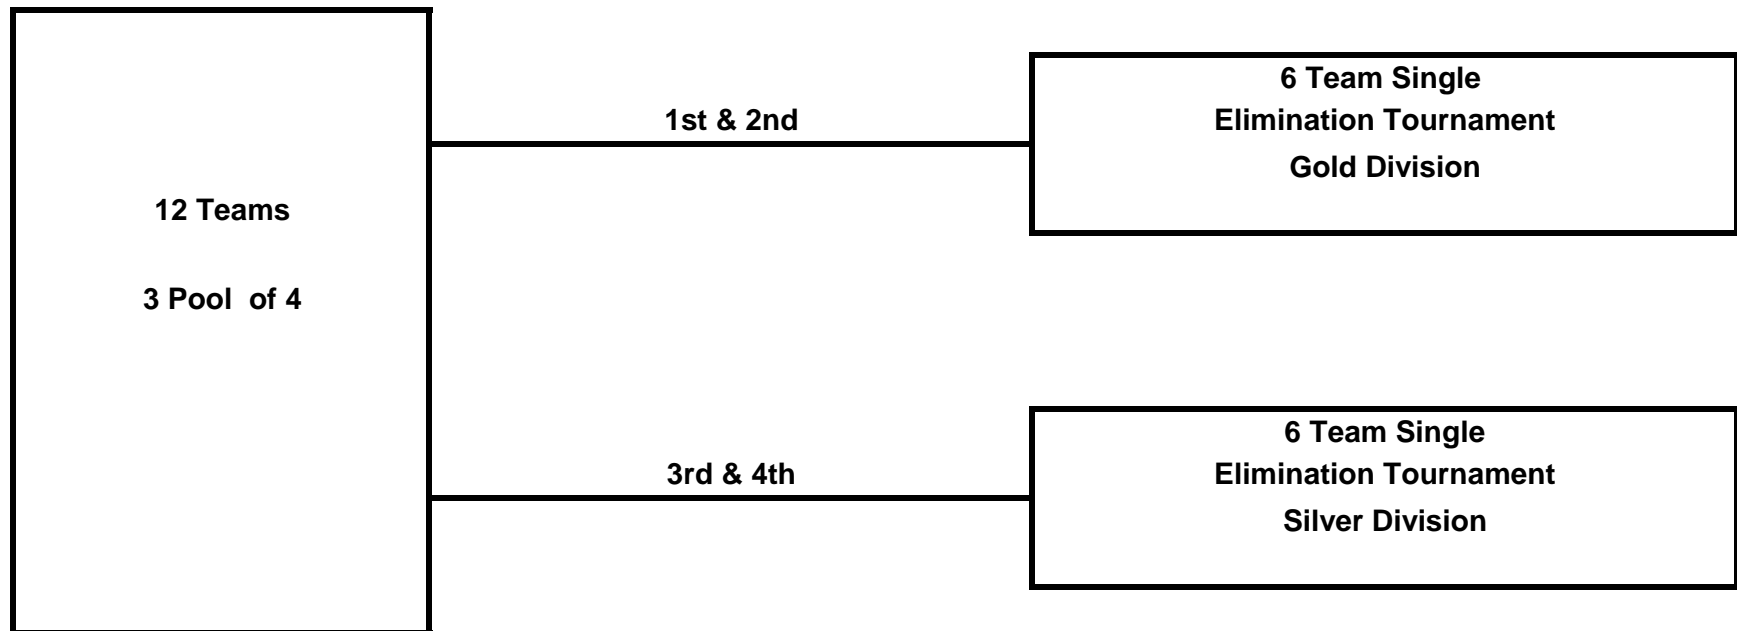 12 Teams
3 Pool of 4
1st & 2nd
6 Team Single
Elimination Tournament
Gold Division
3rd & 4th
6 Team Single
Elimination Tournament
Silver Division